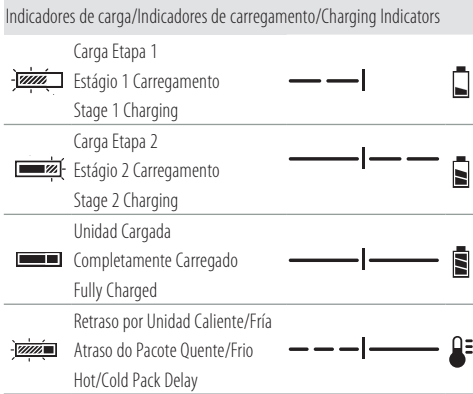 Indicadores de carga/Indicadores de carregamento/Charging Indicators
Carga Etapa 1
Estágio 1 Carregamento
Stage 1 Charging
Carga Etapa 2
Estágio 2 Carregamento
Stage 2 Charging
Unidad Cargada
Completamente Carregado
Fully Charged
Retraso por Unidad Caliente/Fría
Atraso do Pacote Quente/Frio
Hot/Cold Pack Delay